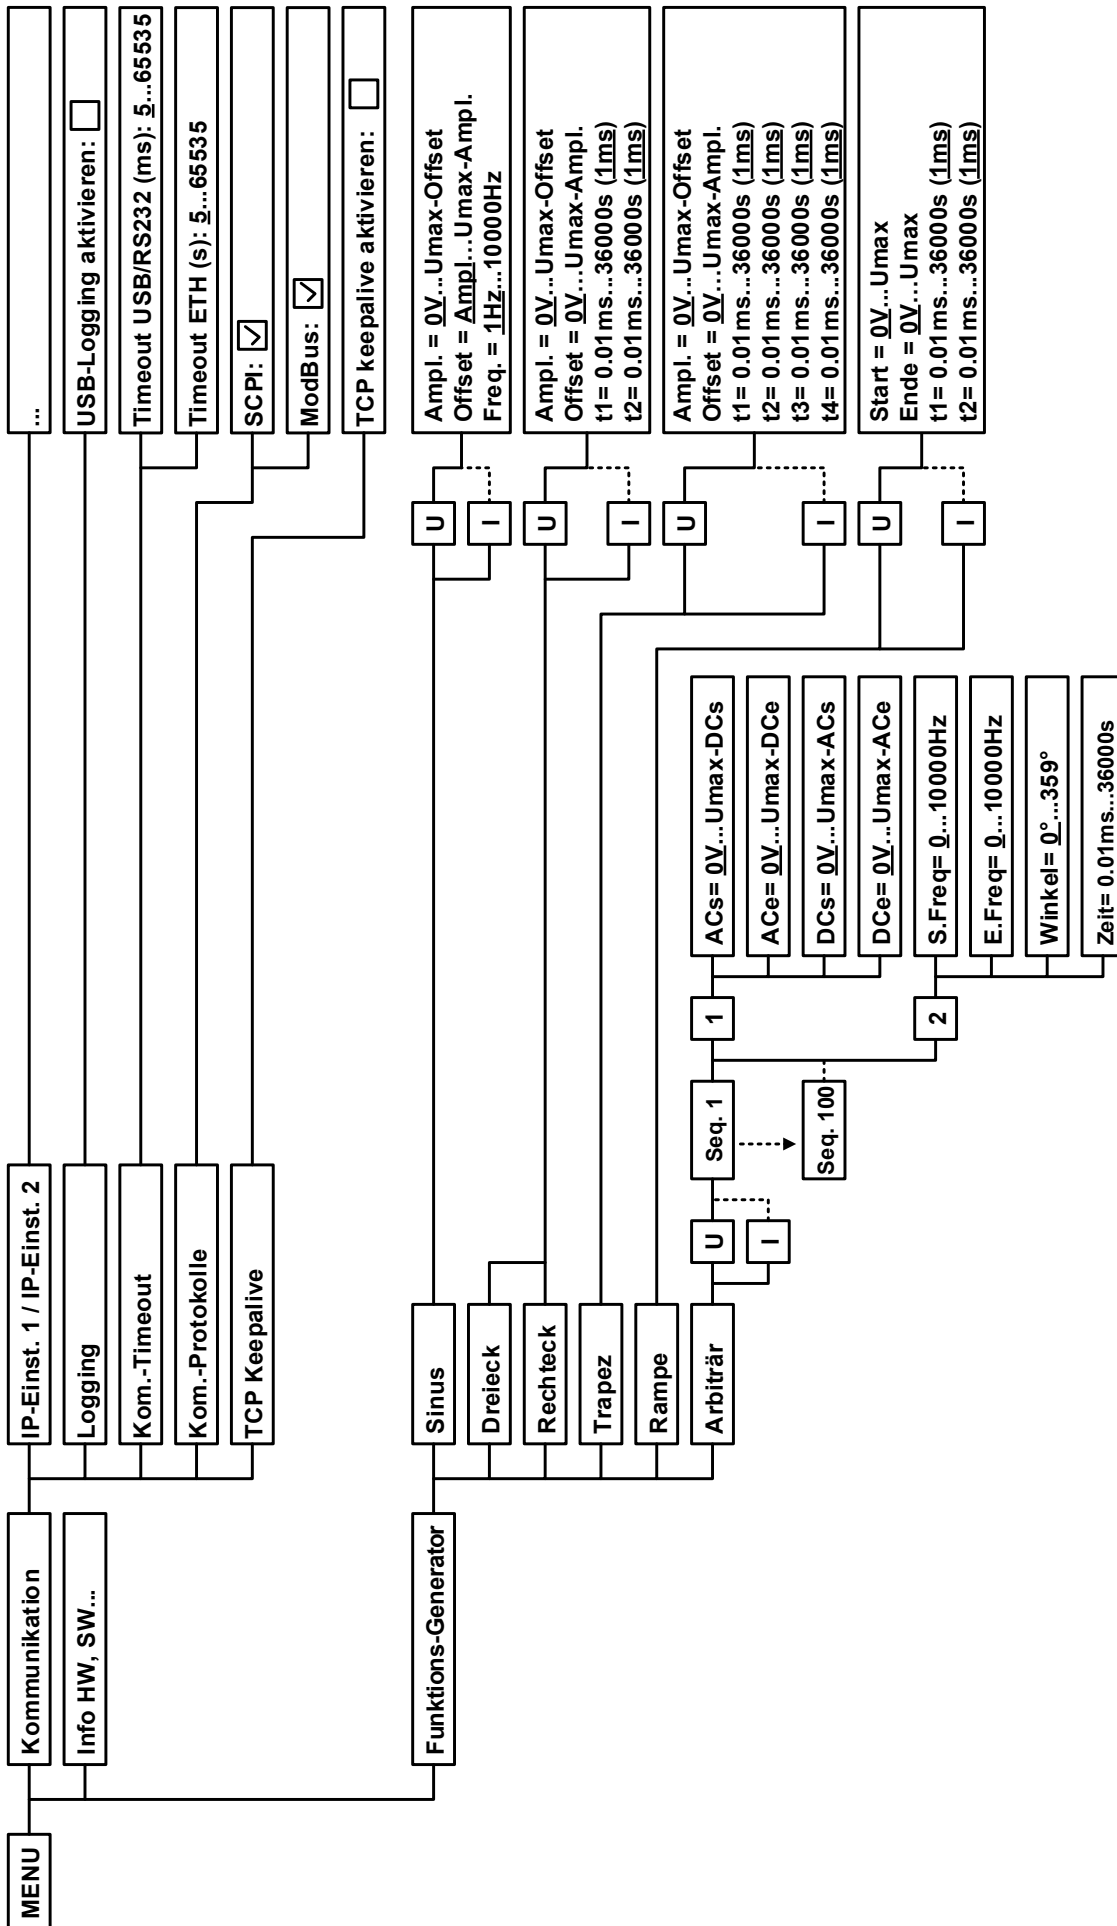 MENU
Kommunikation
Info HW, SW...
Funktions-Generator
IP-Einst. 1 / IP-Einst. 2
Logging
Kom.-Timeout
Kom.-Protokolle
TCP Keepalive
...
USB-Logging aktivieren:
Timeout USB/RS232 (ms): 5...65535
Timeout ETH (s): 5...65535
SCPI:
ModBus:
TCP keepalive aktivieren:
Sinus
Dreieck
Rechteck
Trapez
Rampe
Arbiträr
U
I
Ampl. = 0V...Umax-Offset
Offset = Ampl...Umax-Ampl.
Freq. = 1Hz...10000Hz
U
I
Ampl. = 0V...Umax-Offset
Offset = 0V...Umax-Ampl.
t1= 0.01ms...36000s (1ms)
t2= 0.01ms...36000s (1ms)
U
I
Ampl. = 0V...Umax-Offset
Offset = 0V...Umax-Ampl.
t1= 0.01ms...36000s (1ms)
t2= 0.01ms...36000s (1ms)
t3= 0.01ms...36000s (1ms)
t4= 0.01ms...36000s (1ms)
U
I
Start = 0V...Umax
Ende = 0V...Umax
t1= 0.01ms...36000s (1ms)
t2= 0.01ms...36000s (1ms)
U
I
Seq. 1
Seq. 100
1
2
ACs= 0V...Umax-DCs
ACe= 0V...Umax-DCe
DCs= 0V...Umax-ACs
DCe= 0V...Umax-ACe
S.Freq= 0...10000Hz
E.Freq= 0...10000Hz
Winkel= 0°...359°
Zeit= 0.01ms...36000s